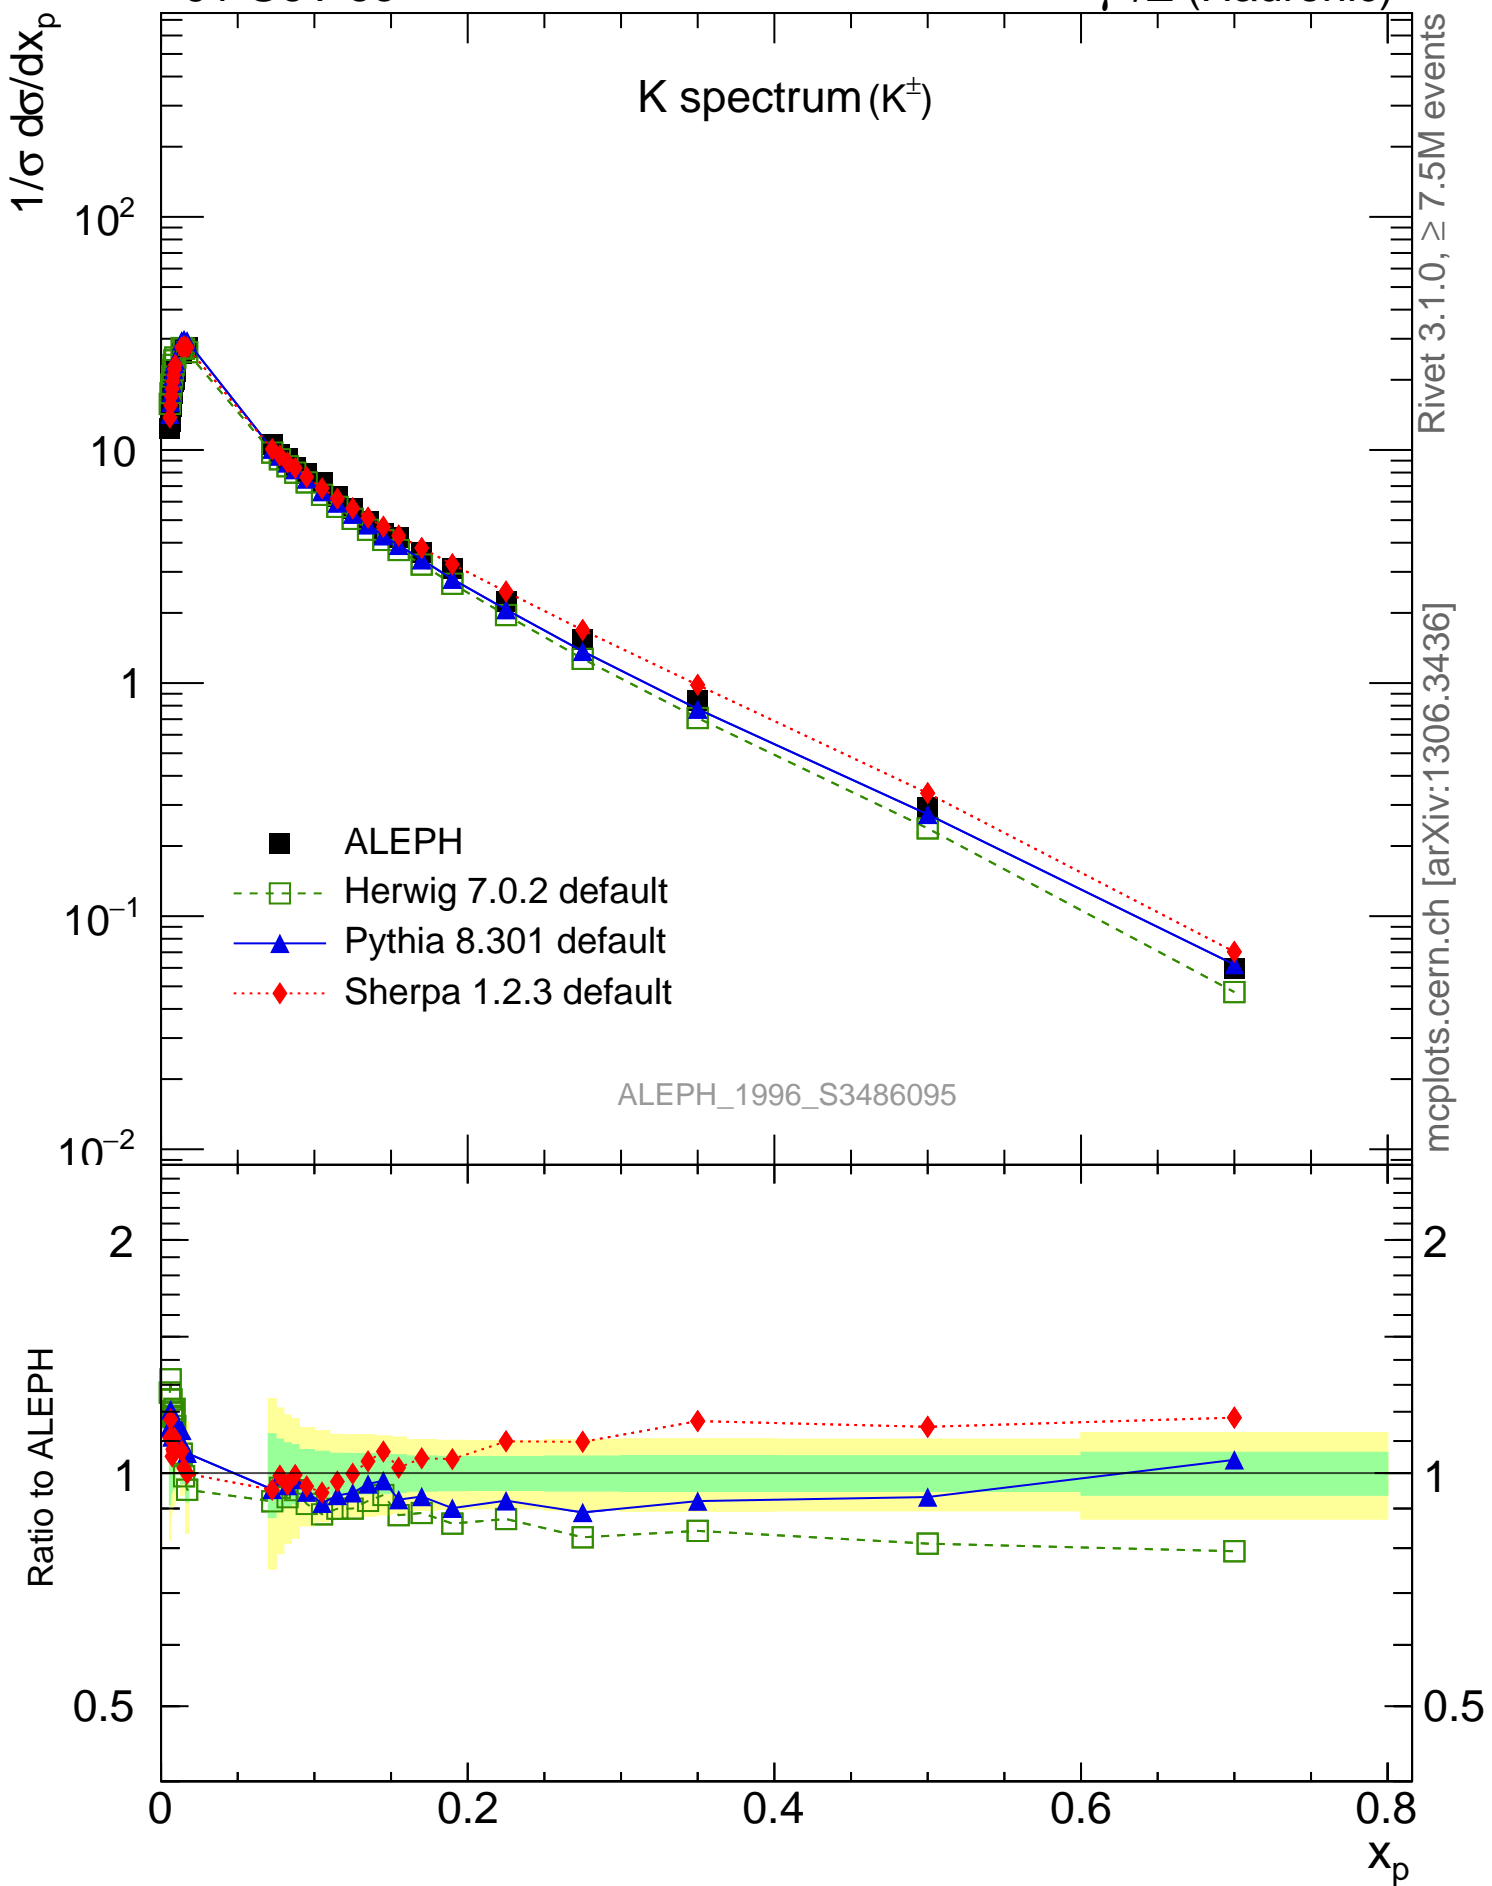 K spectrum (K±)
1/σ dσ/dx_p
10²
10
1
10⁻¹
10⁻²
ALEPH
Herwig 7.0.2 default
Pythia 8.301 default
Sherpa 1.2.3 default
ALEPH_1996_S3486095
Rivet 3.1.0, ≥ 7.5M events
mcplots.cern.ch [arXiv:1306.3436]
Ratio to ALEPH
2
1
0.5
2
1
0.5
0 0.2 0.4 0.6 0.8
x_p